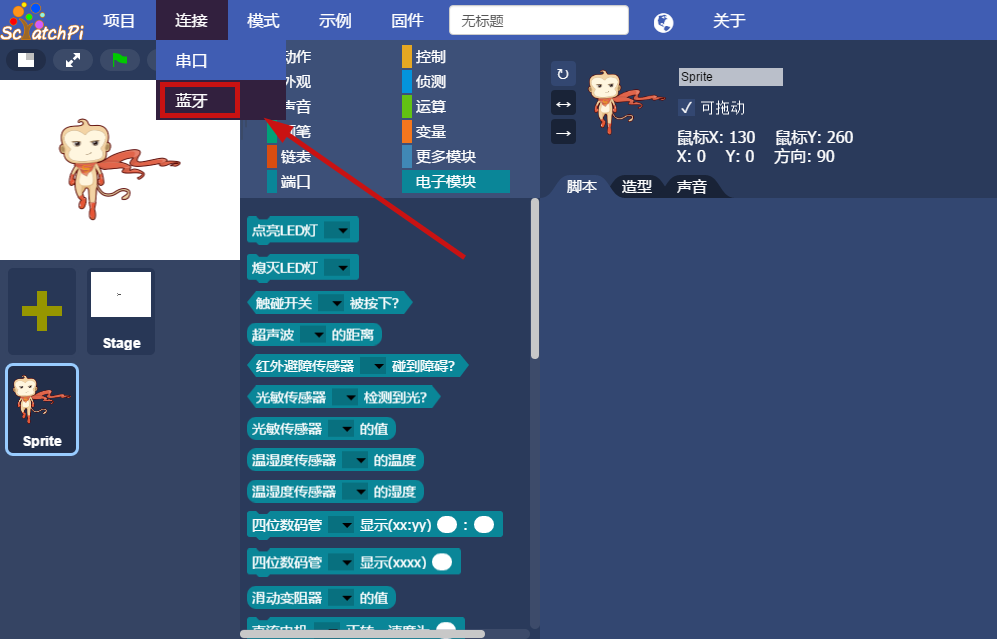 ScratchPi 项目 连接 模式 示例 固件 无标题 关于
串口
蓝牙
动作 控制
外观 侦测
声音 运算
画笔 变量
链表 更多模块
端口 电子模块
Sprite
可拖动
鼠标X: 130 鼠标Y: 260
X: 0 Y: 0 方向: 90
脚本 造型 声音
点亮LED灯
熄灭LED灯
触碰开关 被按下?
超声波 的距离
红外避障传感器 碰到障碍?
光敏传感器 检测到光?
光敏传感器 的值
温湿度传感器 的温度
温湿度传感器 的湿度
四位数码管 显示(xx:yy) :
四位数码管 显示(xxxx)
滑动变阻器 的值
直流电机 正转，速度为
Stage
Sprite